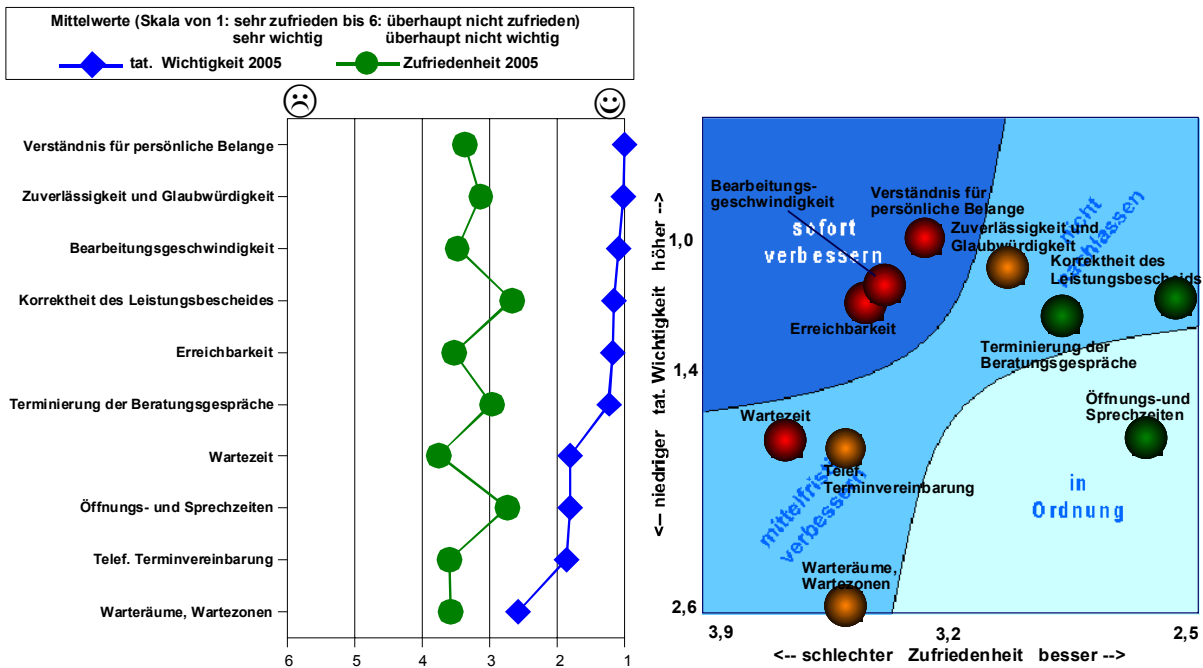 Mittelwerte (Skala von 1: sehr zufrieden bis 6: überhaupt nicht zufrieden)
sehr wichtig überhaupt nicht wichtig
tat. Wichtigkeit 2005 Zufriedenheit 2005
Verständnis für persönliche Belange
Zuverlässigkeit und Glaubwürdigkeit
Bearbeitungsgeschwindigkeit
Korrektheit des Leistungsbescheides
Erreichbarkeit
Terminierung der Beratungsgespräche
Wartezeit
Öffnungs- und Sprechzeiten
Telef. Terminvereinbarung
Warteräume, Wartezonen
6 5 4 3 2 1
<-- niedriger tat. Wichtigkeit höher -->
1,0
1,4
2,6
Bearbeitungs-
geschwindigkeit
Verständnis für
persönliche Belange
Zuverlässigkeit und
Glaubwürdigkeit
sofort
verbessern
nicht
nachlassen
Korrektheit des
Leistungsbescheids
Erreichbarkeit
Terminierung der
Beratungsgespräche
Wartezeit
Öffnungs-und
Sprechzeiten
Telef.
Terminvereinbarung
mittelfristig
verbessern
in
Ordnung
Warteräume,
Wartezonen
3,9 3,2 2,5
<-- schlechter Zufriedenheit besser -->